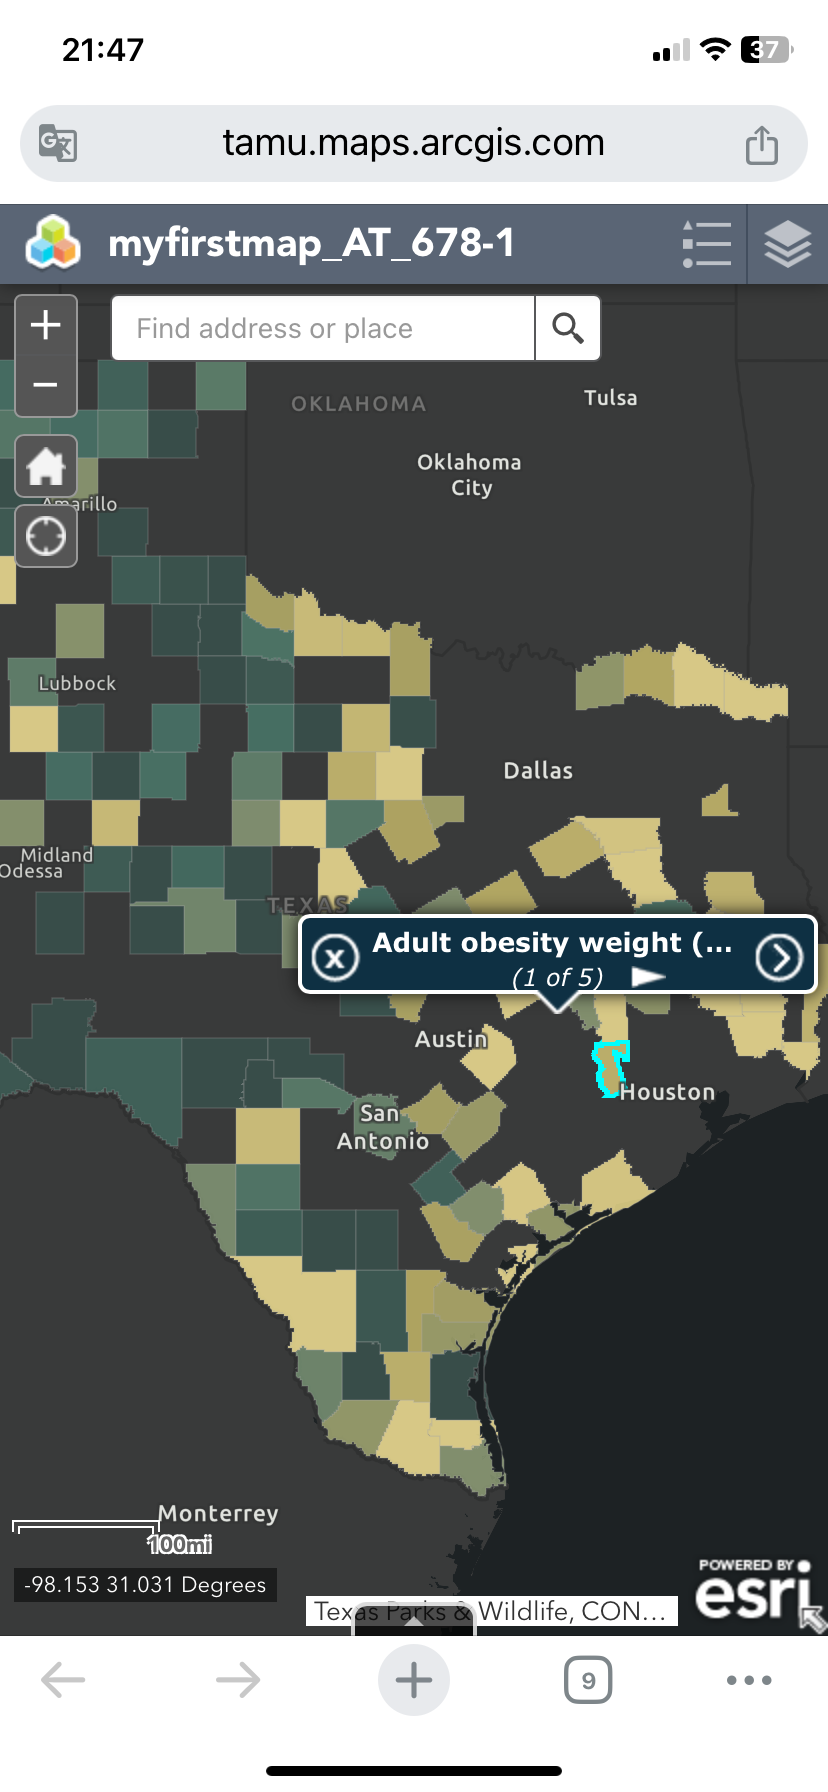 21:47
37
tamu.maps.arcgis.com
myfirstmap_AT_678-1
+
Find address or place
−
OKLAHOMA
Tulsa
Oklahoma
City
Amarillo
Lubbock
Dallas
Midland
Odessa
TEXAS
Adult obesity weight (...
(1 of 5)
Austin
Houston
San
Antonio
Monterrey
100mi
-98.153 31.031 Degrees
POWERED BY
esri
Texas Parks & Wildlife, CON...
9